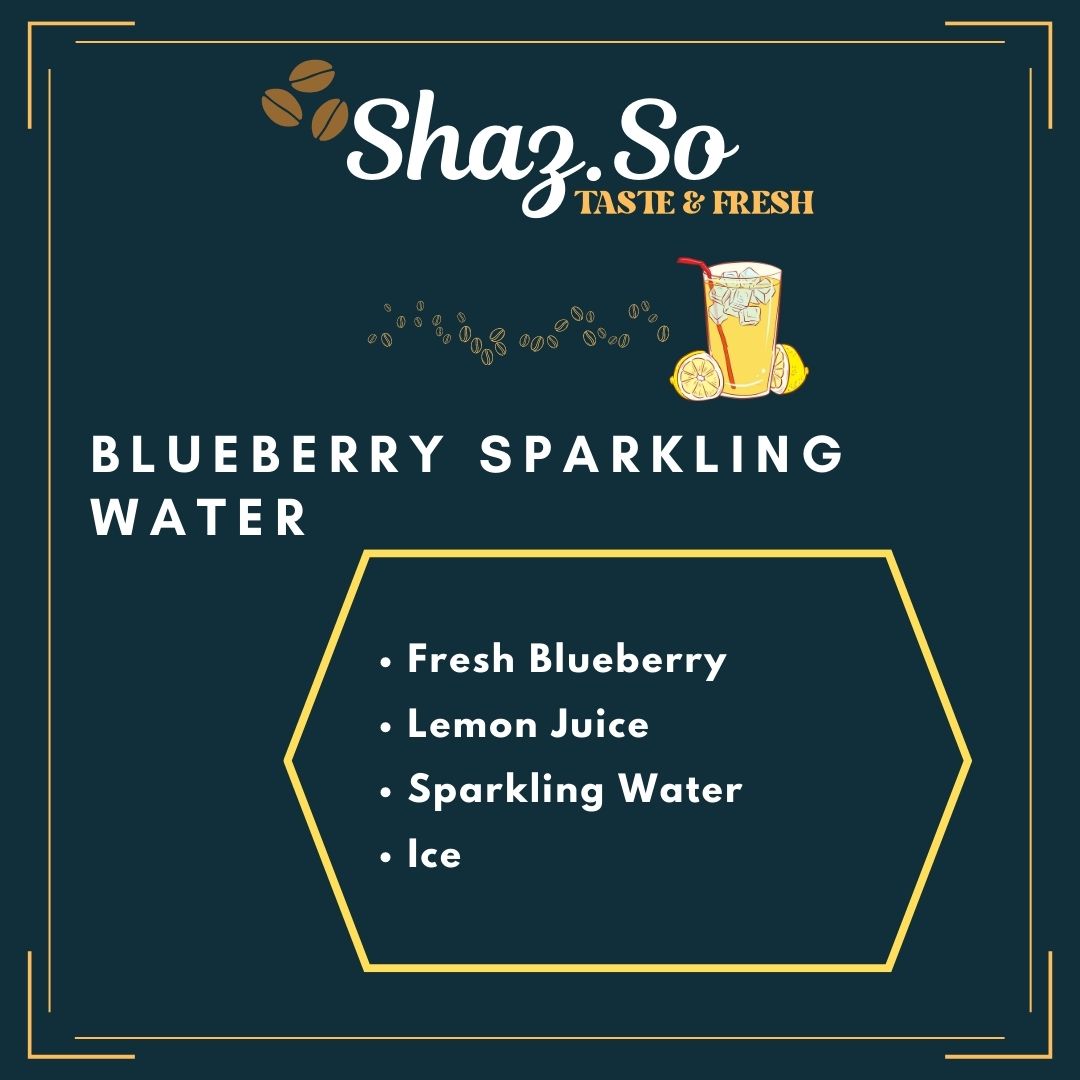 Shaz.So
TASTE & FRESH
BLUEBERRY SPARKLING
WATER
• Fresh Blueberry
• Lemon Juice
• Sparkling Water
• Ice